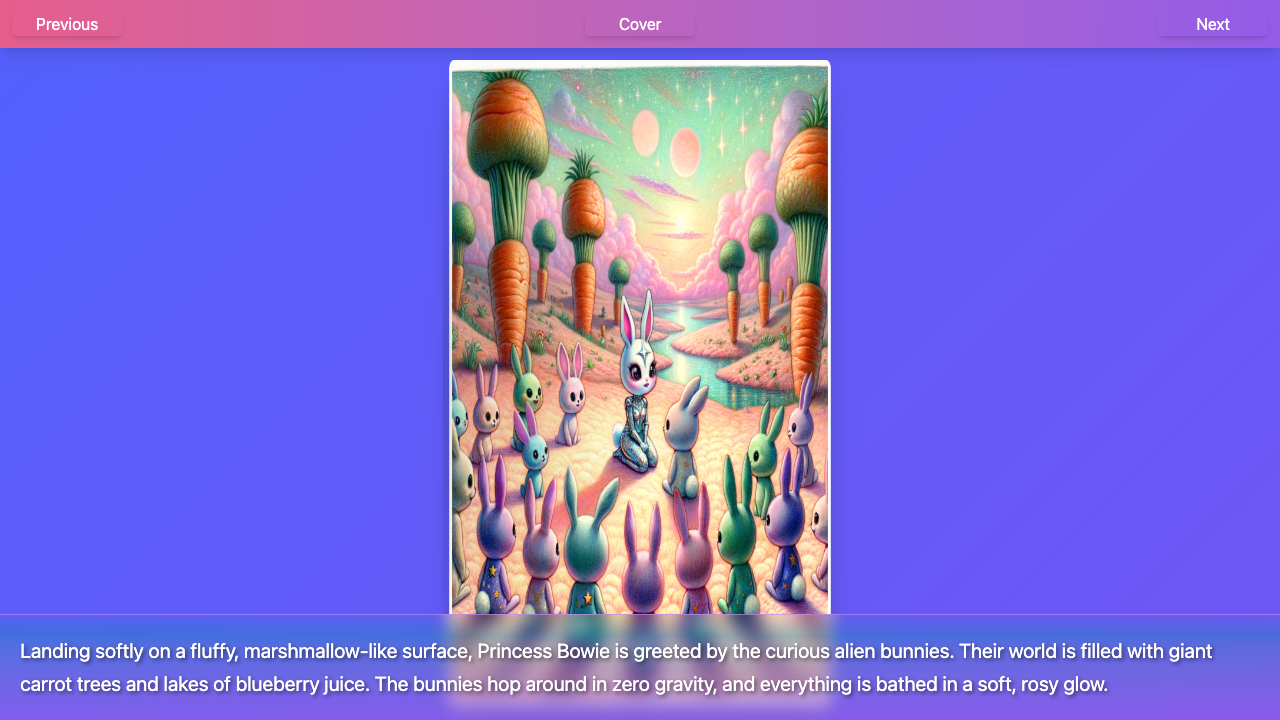 Previous
Cover
Next
Landing softly on a fluffy, marshmallow-like surface, Princess Bowie is greeted by the curious alien bunnies. Their world is filled with giant
carrot trees and lakes of blueberry juice. The bunnies hop around in zero gravity, and everything is bathed in a soft, rosy glow.